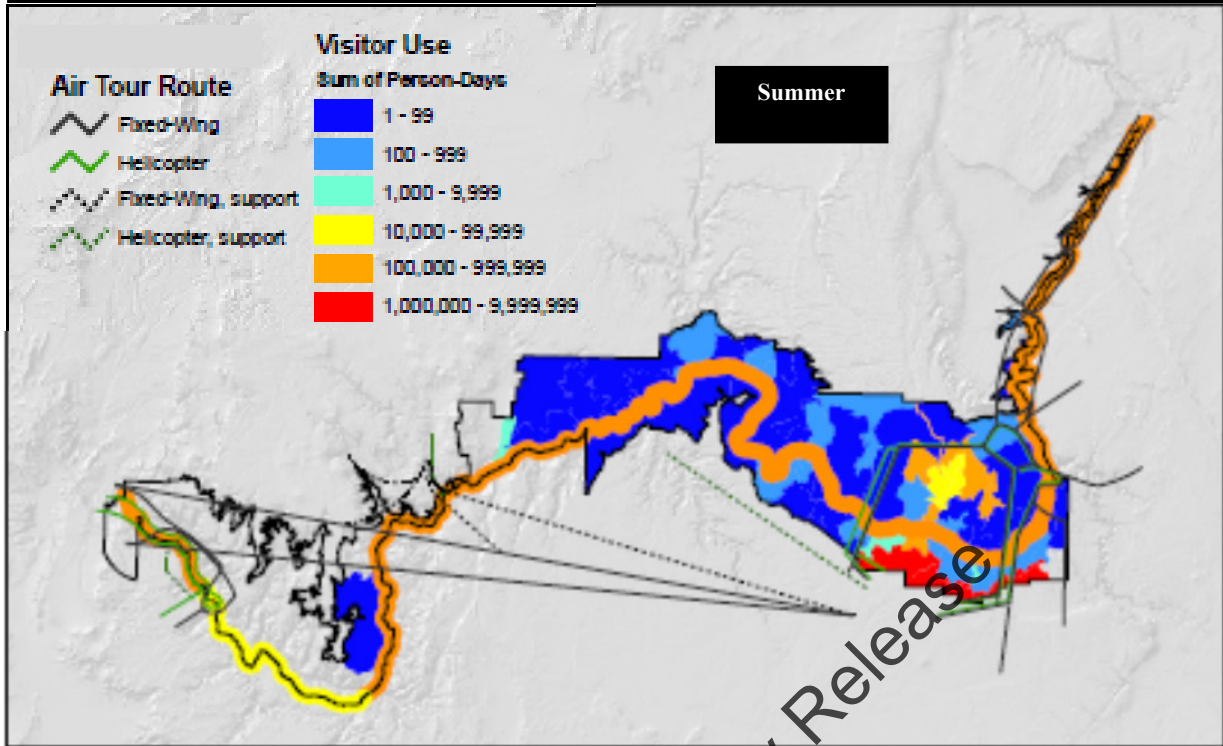 Visitor Use
Sum of Person-Days
1 - 99
100 - 999
1,000 - 9,999
10,000 - 99,999
100,000 - 999,999
1,000,000 - 9,999,999
Air Tour Route
Fixed-Wing
Helicopter
Fixed-Wing, support
Helicopter, support
Summer
Release